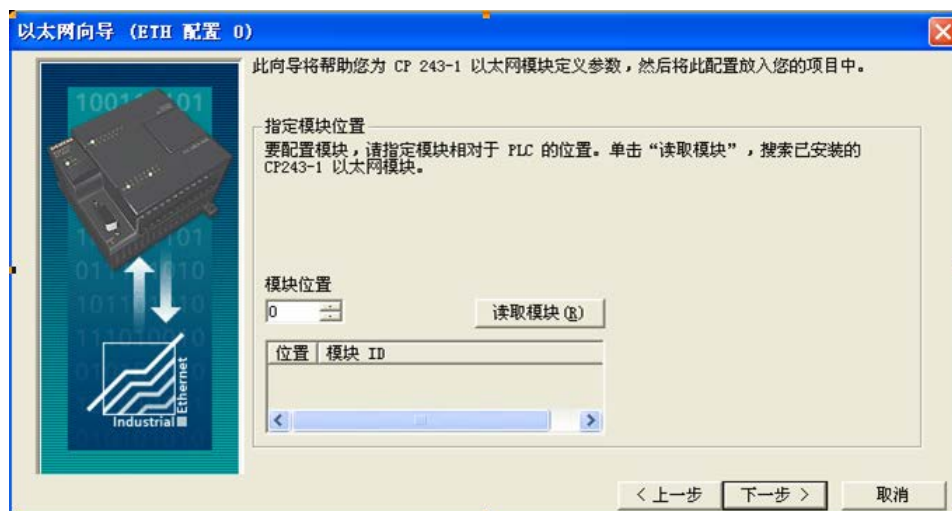 以太网向导 (ETH 配置 0)
此向导将帮助您为 CP 243-1 以太网模块定义参数，然后将此配置放入您的项目中。
指定模块位置
要配置模块，请指定模块相对于 PLC 的位置。单击“读取模块”，搜索已安装的
CP243-1 以太网模块。
模块位置
0
读取模块(R)
位置 模块 ID
Industrial
Ethernet
< 上一步
下一步 >
取消